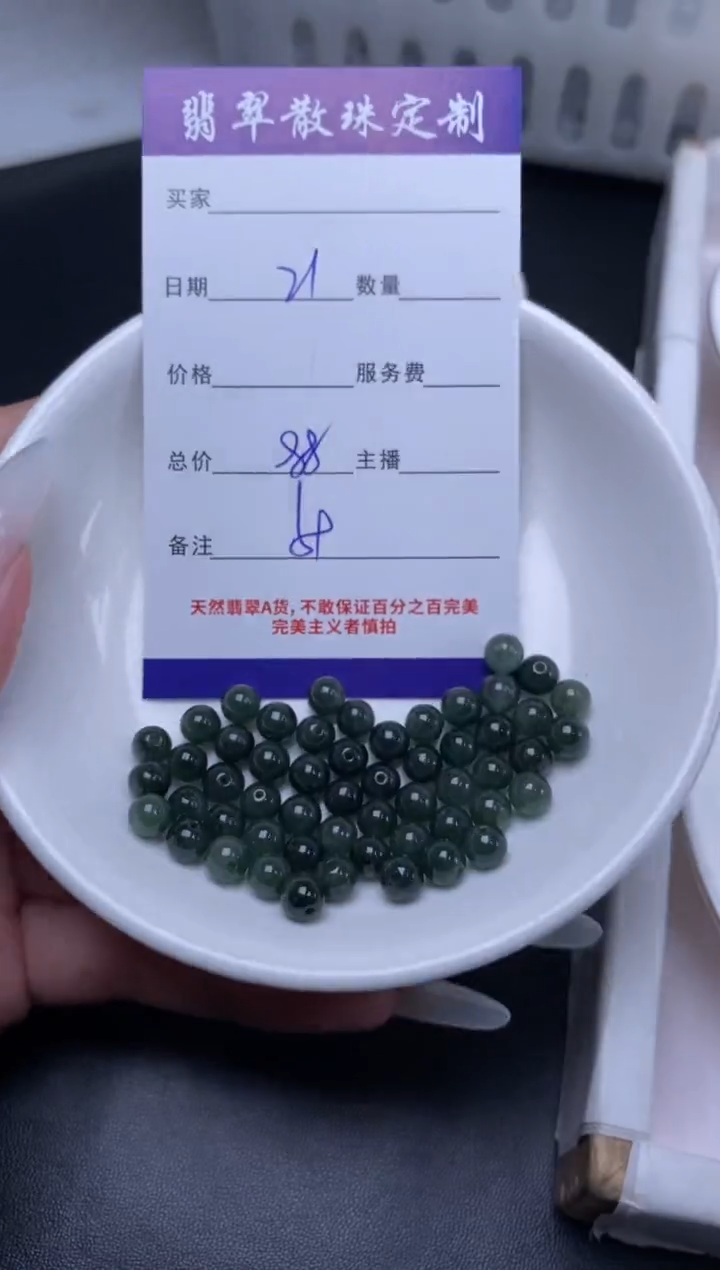 翡翠散珠定制
买家
日期 21 数量
价格 服务费
总价 88 主播
备注
天然翡翠A货,不敢保证百分之百完美
完美主义者慎拍